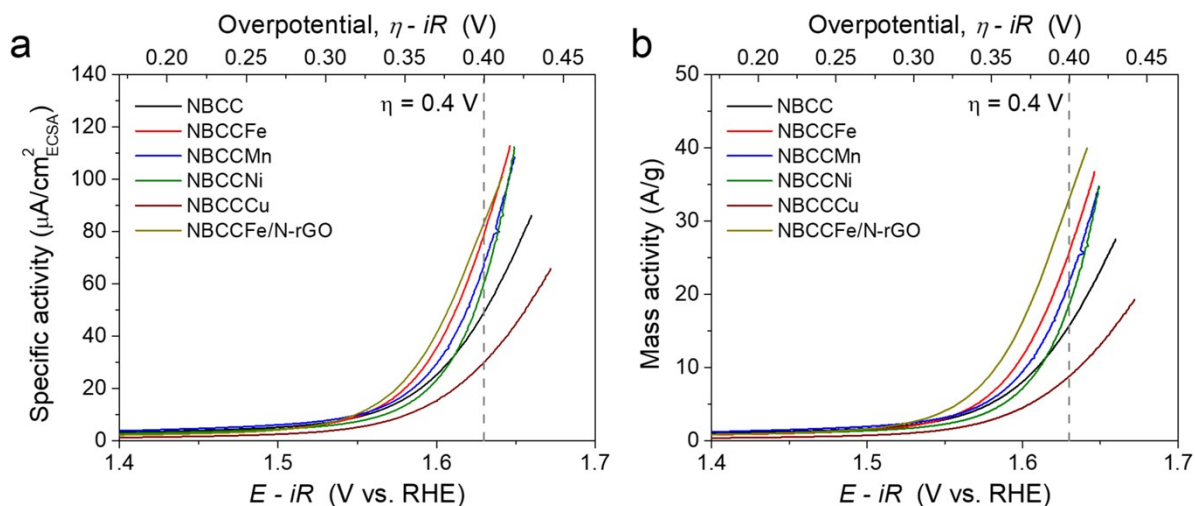 a
Overpotential, η - iR (V)
0.20 0.25 0.30 0.35 0.40 0.45
Specific activity (μA/cm²ECSA)
140
120
100
80
60
40
20
0
η = 0.4 V
NBCC
NBCCFe
NBCCMn
NBCCNi
NBCCCu
NBCCFe/N-rGO
1.4 1.5 1.6 1.7
E - iR (V vs. RHE)
b
Overpotential, η - iR (V)
0.20 0.25 0.30 0.35 0.40 0.45
Mass activity (A/g)
50
40
30
20
10
0
η = 0.4 V
NBCC
NBCCFe
NBCCMn
NBCCNi
NBCCCu
NBCCFe/N-rGO
1.4 1.5 1.6 1.7
E - iR (V vs. RHE)